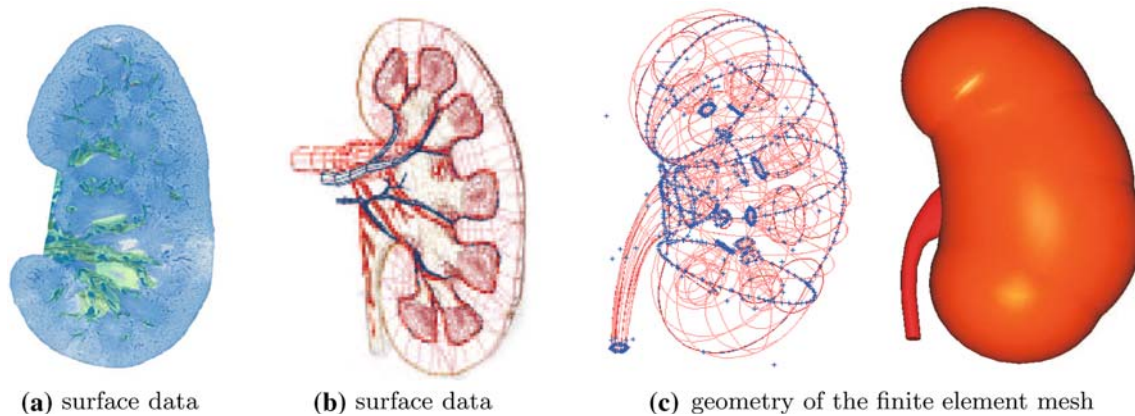 (a) surface data
(b) surface data
(c) geometry of the finite element mesh